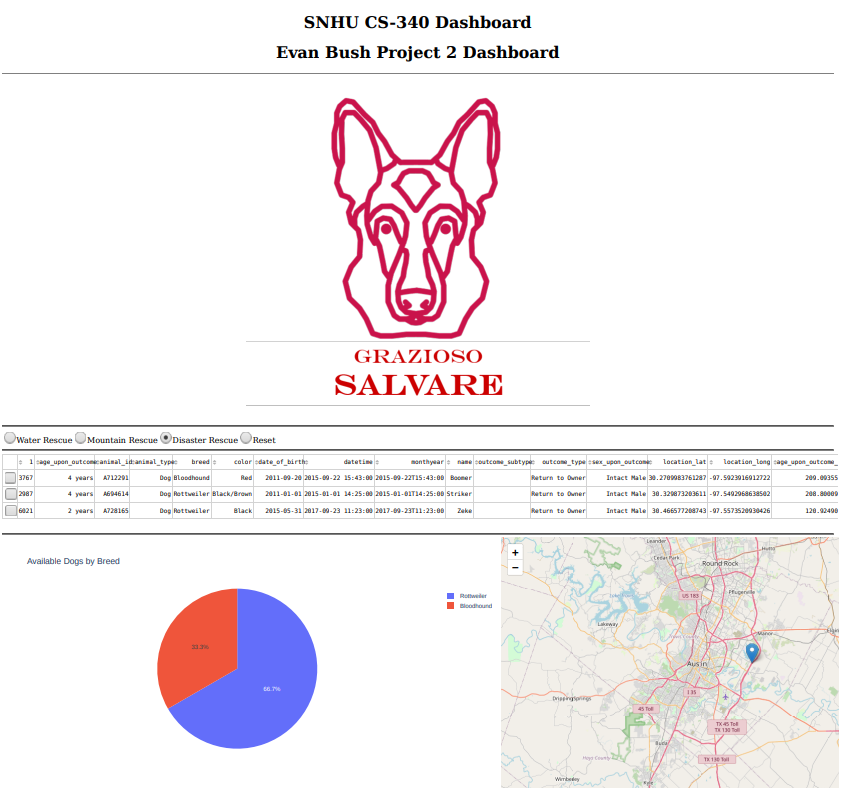 SNHU CS-340 Dashboard
Evan Bush Project 2 Dashboard
GRAZIOSO
SALVARE
Water Rescue Mountain Rescue Disaster Rescue Reset
1 age_upon_outcome animal_id animal_type breed color date_of_birth datetime monthyear name outcome_subtype outcome_type sex_upon_outcome location_lat location_long age_upon_outcome_
3767 4 years A712291 Dog Bloodhound Red 2011-09-20 2015-09-22 15:43:00 2015-09-22T15:43:00 Boomer Return to Owner Intact Male 30.2709983761287 -97.5923916912722 209.09355
2987 4 years A694614 Dog Rottweiler Black/Brown 2011-01-01 2015-01-01 14:25:00 2015-01-01T14:25:00 Striker Return to Owner Intact Male 30.329873203611 -97.5492968638502 208.80009
6021 2 years A728165 Dog Rottweiler Black 2015-05-31 2017-09-23 11:23:00 2017-09-23T11:23:00 Zeke Return to Owner Intact Male 30.466577208743 -97.5573520930426 120.92490
Available Dogs by Breed
Rottweiler
Bloodhound
33.3%
66.7%
+
−
Leander
Cedar Park
Hutto
Round Rock
US 183
Pflugerville
Lakeway
Manor
Austin
I 35
Dripping Springs
45 Toll
TX 45 Toll
TX 130 Toll
Buda
Hays County
TX 130 Toll
Wimberley
Kyle